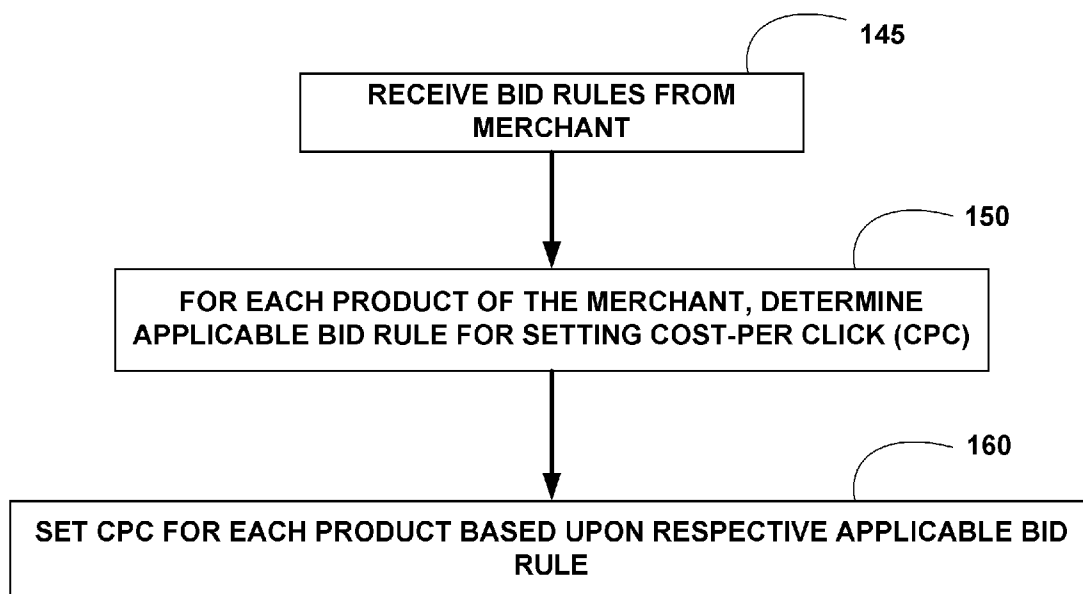 145
RECEIVE BID RULES FROM
MERCHANT
150
FOR EACH PRODUCT OF THE MERCHANT, DETERMINE
APPLICABLE BID RULE FOR SETTING COST-PER CLICK (CPC)
160
SET CPC FOR EACH PRODUCT BASED UPON RESPECTIVE APPLICABLE BID
RULE